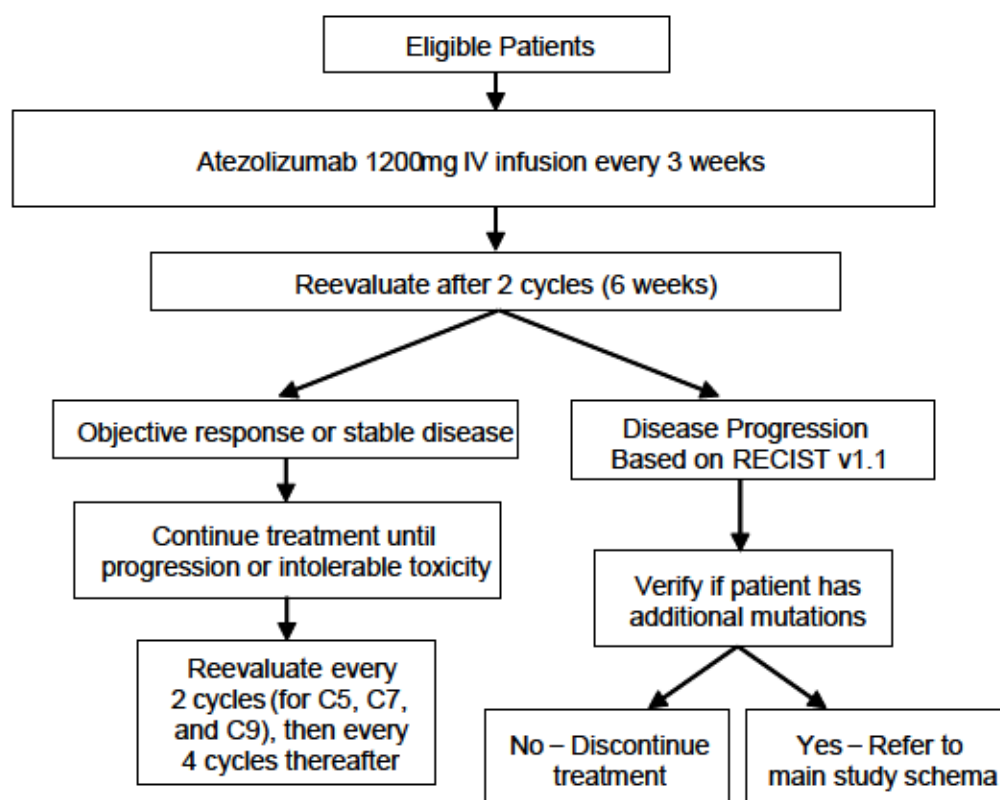 Eligible Patients
Atezolizumab 1200mg IV infusion every 3 weeks
Reevaluate after 2 cycles (6 weeks)
Objective response or stable disease
Disease Progression
Based on RECIST v1.1
Continue treatment until
progression or intolerable toxicity
Verify if patient has
additional mutations
Reevaluate every
2 cycles (for C5, C7,
and C9), then every
4 cycles thereafter
No – Discontinue
treatment
Yes – Refer to
main study schema